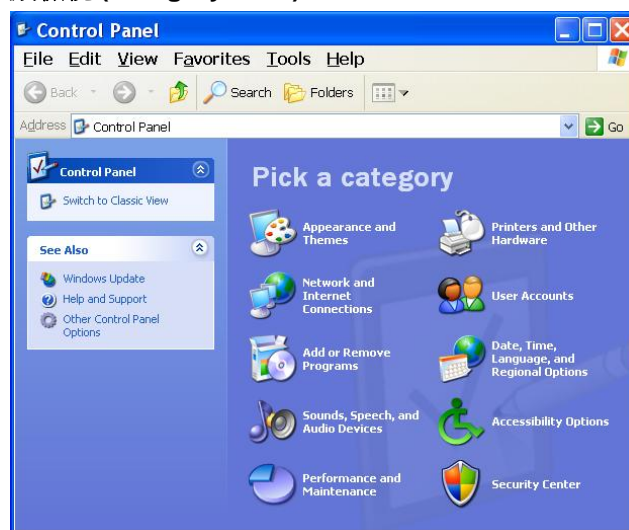 Control Panel
File Edit View Favorites Tools Help
Back Search Folders
Address Control Panel Go
Control Panel
Switch to Classic View
See Also
Windows Update
Help and Support
Other Control Panel
Options
Pick a category
Appearance and
Themes
Printers and Other
Hardware
Network and
Internet
Connections
User Accounts
Add or Remove
Programs
Date, Time,
Language, and
Regional Options
Sounds, Speech, and
Audio Devices
Accessibility Options
Performance and
Maintenance
Security Center